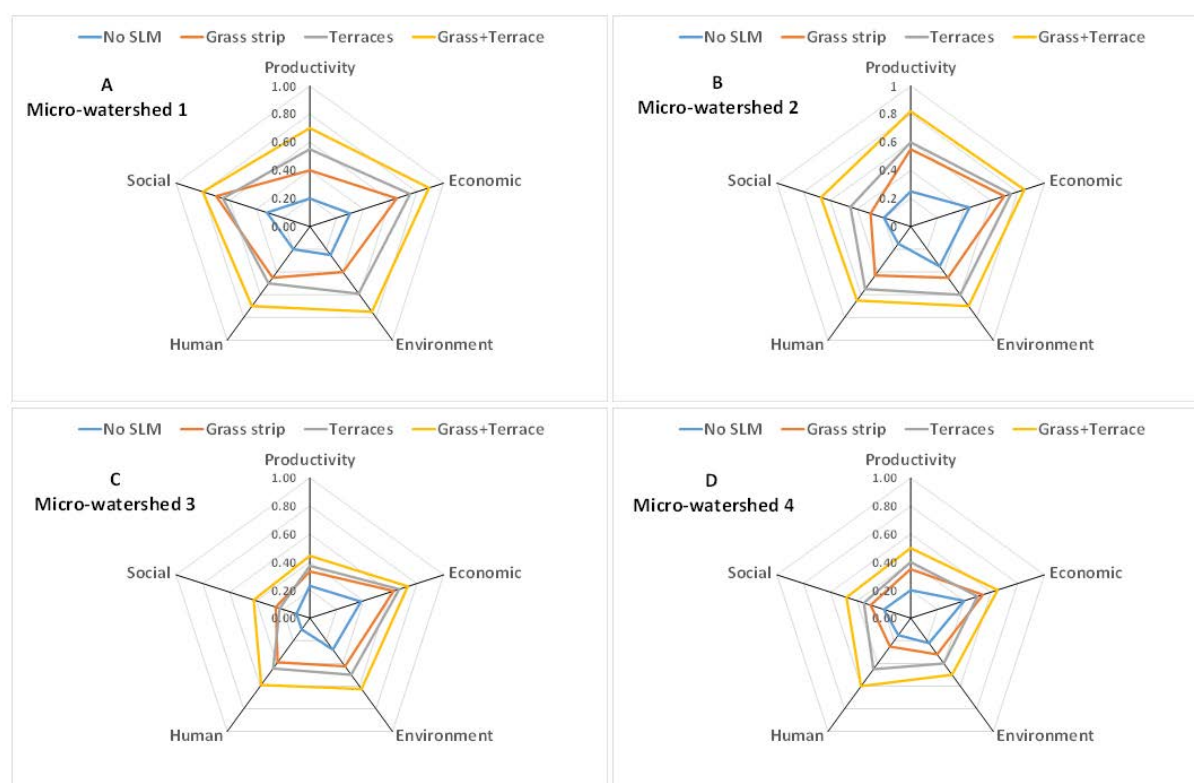 No SLM Grass strip Terraces Grass+Terrace
A
Micro-watershed 1
Productivity
Economic
Environment
Human
Social
1.00
0.80
0.60
0.40
0.20
0.00
No SLM Grass strip Terraces Grass+Terrace
B
Micro-watershed 2
Productivity
Economic
Environment
Human
Social
1
0.8
0.6
0.4
0.2
0
No SLM Grass strip Terraces Grass+Terrace
C
Micro-watershed 3
Productivity
Economic
Environment
Human
Social
1.00
0.80
0.60
0.40
0.20
0.00
No SLM Grass strip Terraces Grass+Terrace
D
Micro-watershed 4
Productivity
Economic
Environment
Human
Social
1.00
0.80
0.60
0.40
0.20
0.00